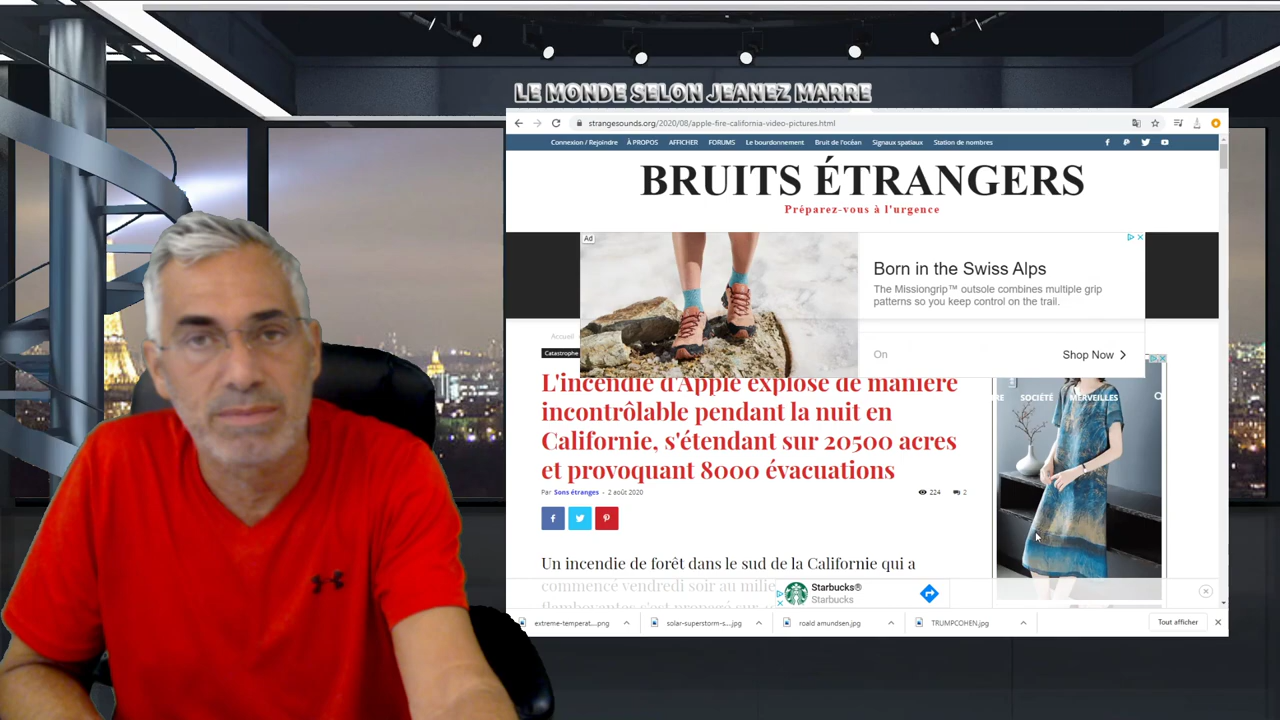 LE MONDE SELON JEANEZ MARRE
strangesounds.org/2020/08/apple-fire-california-video-pictures.html
Connexion / Rejoindre À PROPOS AFFICHER FORUMS Le bourdonnement Bruit de l'océan Signaux spatiaux Station de nombres
BRUITS ÉTRANGERS
Préparez-vous à l'urgence
Ad
Born in the Swiss Alps
The Missiongrip™ outsole combines multiple grip
patterns so you keep control on the trail.
On
Shop Now
Accueil
Catastrophe
L'incendie d'Apple explose de manière
incontrôlable pendant la nuit en
Californie, s'étendant sur 20500 acres
et provoquant 8000 évacuations
SOCIÉTÉ MERVEILLES
Par Sons étranges - 2 août 2020
224 2
Un incendie de forêt dans le sud de la Californie qui a
commencé vendredi soir au
Starbucks®
Starbucks
extreme-temperat....png solar-superstorm-s....jpg roald amundsen.jpg TRUMPCOHEN.jpg Tout afficher